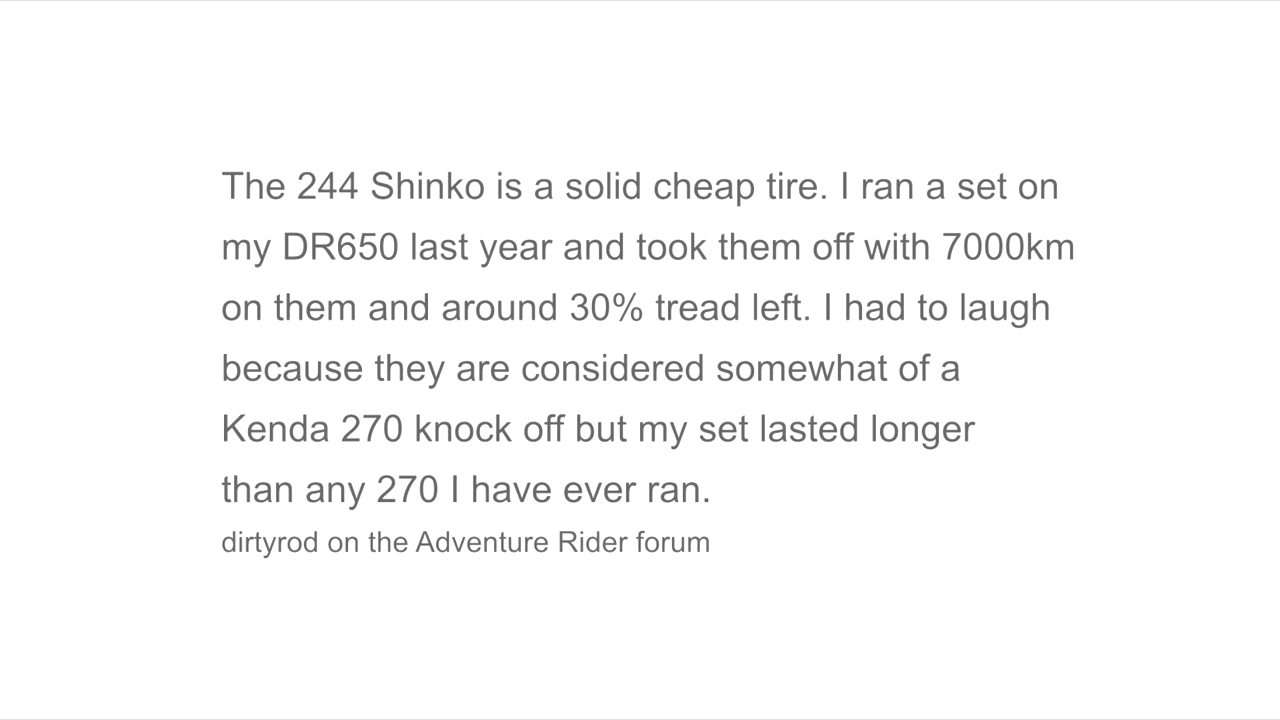 The 244 Shinko is a solid cheap tire. I ran a set on
my DR650 last year and took them off with 7000km
on them and around 30% tread left. I had to laugh
because they are considered somewhat of a
Kenda 270 knock off but my set lasted longer
than any 270 I have ever ran.
dirtyrod on the Adventure Rider forum